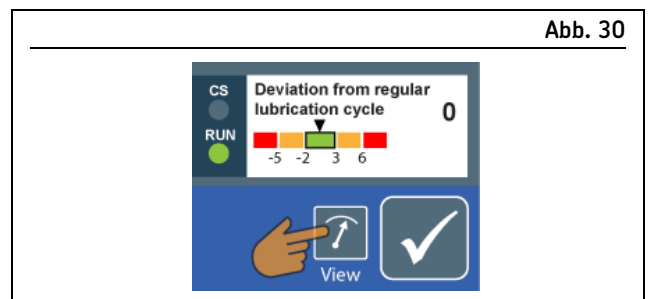 Abb. 30
CS
Deviation from regular
lubrication cycle
0
RUN
-5 -2 3 6
View